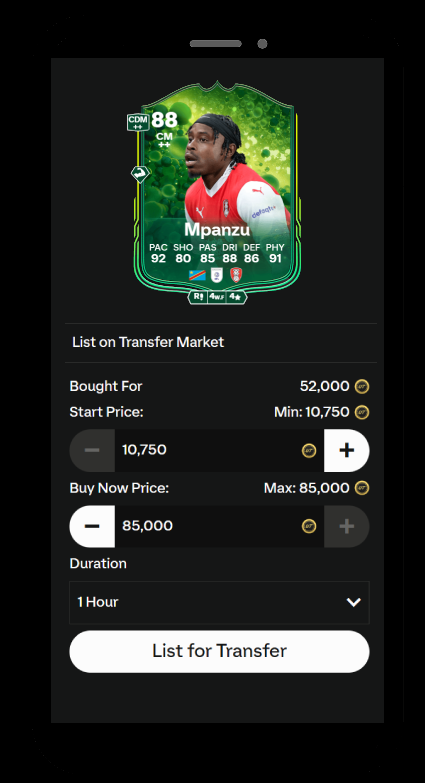 CDM
++
88
CM
++
Mpanzu
PAC SHO PAS DRI DEF PHY
92 80 85 88 86 91
4W.F 4★
List on Transfer Market
Bought For 52,000
Start Price: Min: 10,750
10,750
Buy Now Price: Max: 85,000
85,000
Duration
1 Hour
List for Transfer